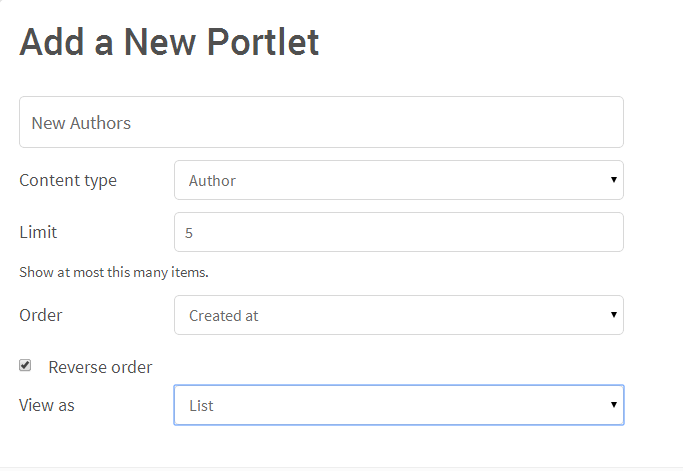 Add a New Portlet
New Authors
Content type Author
Limit 5
Show at most this many items.
Order Created at
Reverse order
View as List